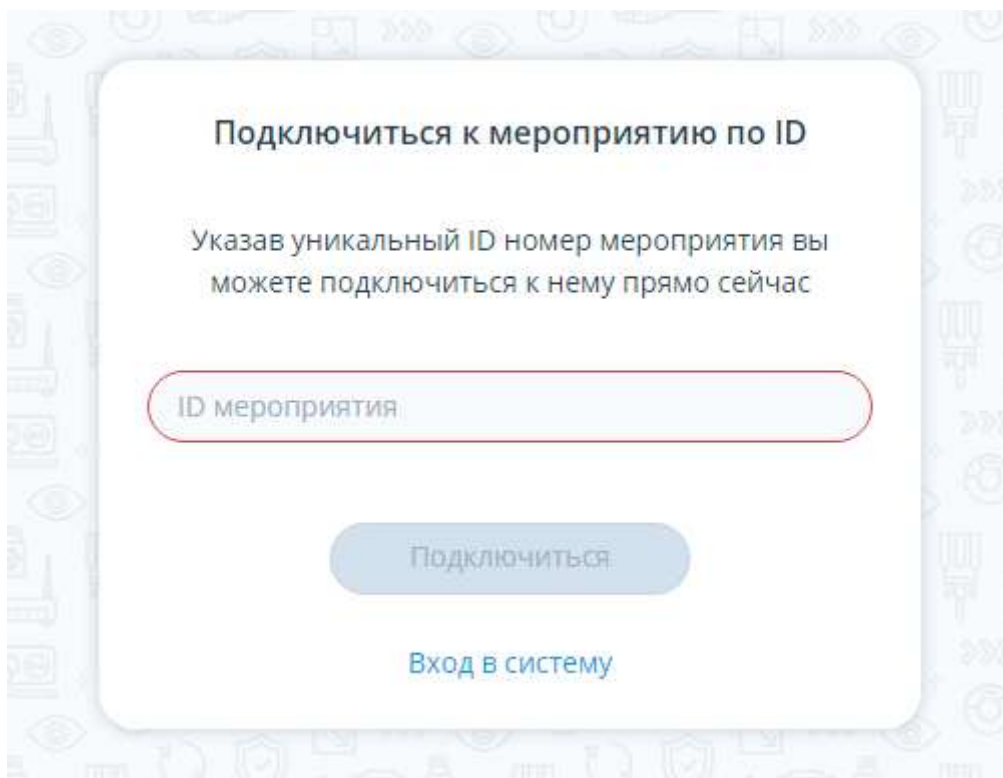 Подключиться к мероприятию по ID
Указав уникальный ID номер мероприятия вы
можете подключиться к нему прямо сейчас
ID мероприятия
Подключиться
Вход в систему